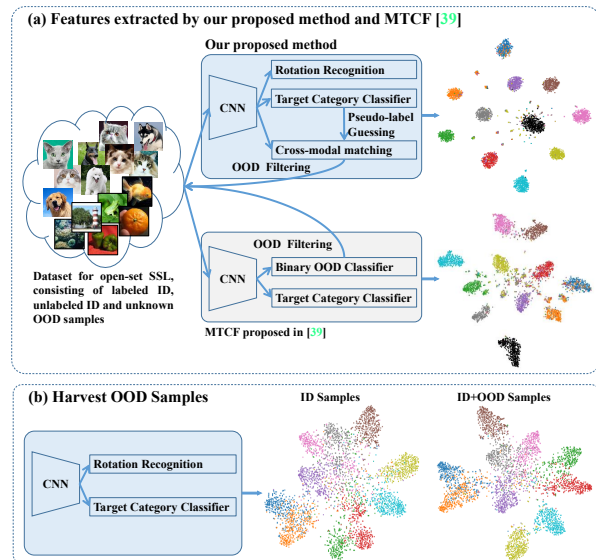 (a) Features extracted by our proposed method and MTCF [39]
Our proposed method
CNN
Rotation Recognition
Target Category Classifier
Pseudo-label
Guessing
Cross-modal matching
OOD Filtering
Dataset for open-set SSL,
consisting of labeled ID,
unlabeled ID and unknown
OOD samples
OOD Filtering
CNN
Binary OOD Classifier
Target Category Classifier
MTCF proposed in [39]
(b) Harvest OOD Samples
ID Samples
ID+OOD Samples
CNN
Rotation Recognition
Target Category Classifier